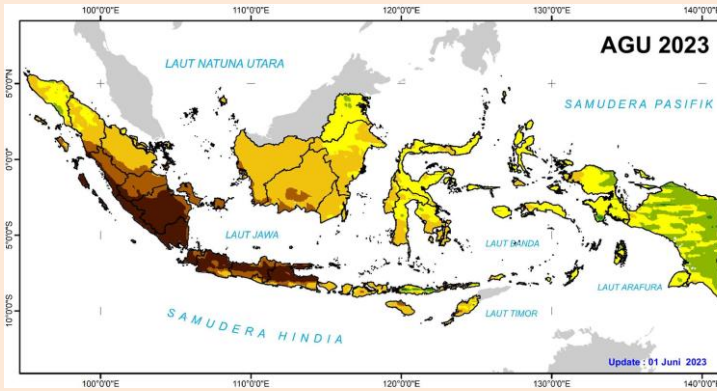 100°0'0"E 110°0'0"E 120°0'0"E 130°0'0"E 140°0'0"E
AGU 2023
LAUT NATUNA UTARA
5°0'0"N
SAMUDERA PASIFIK
0°0'0"
LAUT JAWA
LAUT BANDA
5°0'0"S
LAUT ARAFURA
SAMUDERA HINDIA
LAUT TIMOR
10°0'0"S
Update : 01 Juni 2023
100°0'0"E 110°0'0"E 120°0'0"E 130°0'0"E 140°0'0"E